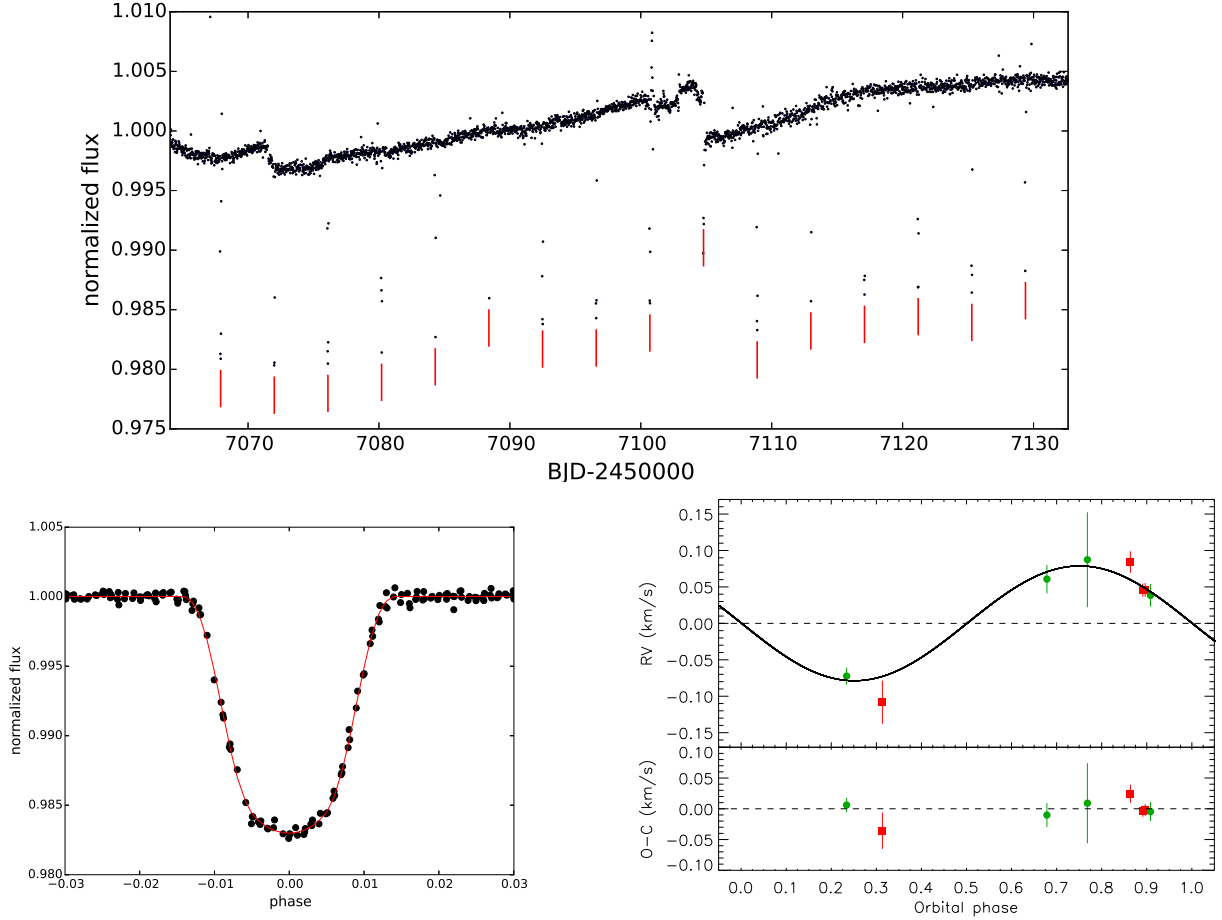 1.010
1.005
1.000
0.995
0.990
0.985
0.980
0.975
normalized flux
7070 7080 7090 7100 7110 7120 7130
BJD-2450000
1.005
1.000
0.995
0.990
0.985
0.980
normalized flux
−0.03 −0.02 −0.01 0.00 0.01 0.02 0.03
phase
0.15
0.10
0.05
0.00
−0.05
−0.10
−0.15
RV (km/s)
0.10
0.05
0.00
−0.05
−0.10
O−C (km/s)
0.0 0.1 0.2 0.3 0.4 0.5 0.6 0.7 0.8 0.9 1.0
Orbital phase